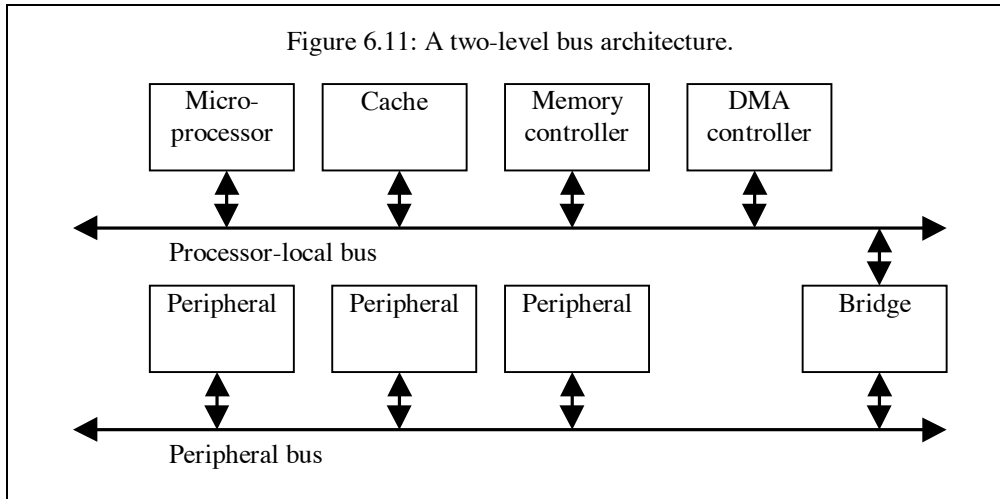 Figure 6.11: A two-level bus architecture.
Micro-
processor
Cache
Memory
controller
DMA
controller
Processor-local bus
Peripheral
Peripheral
Peripheral
Bridge
Peripheral bus